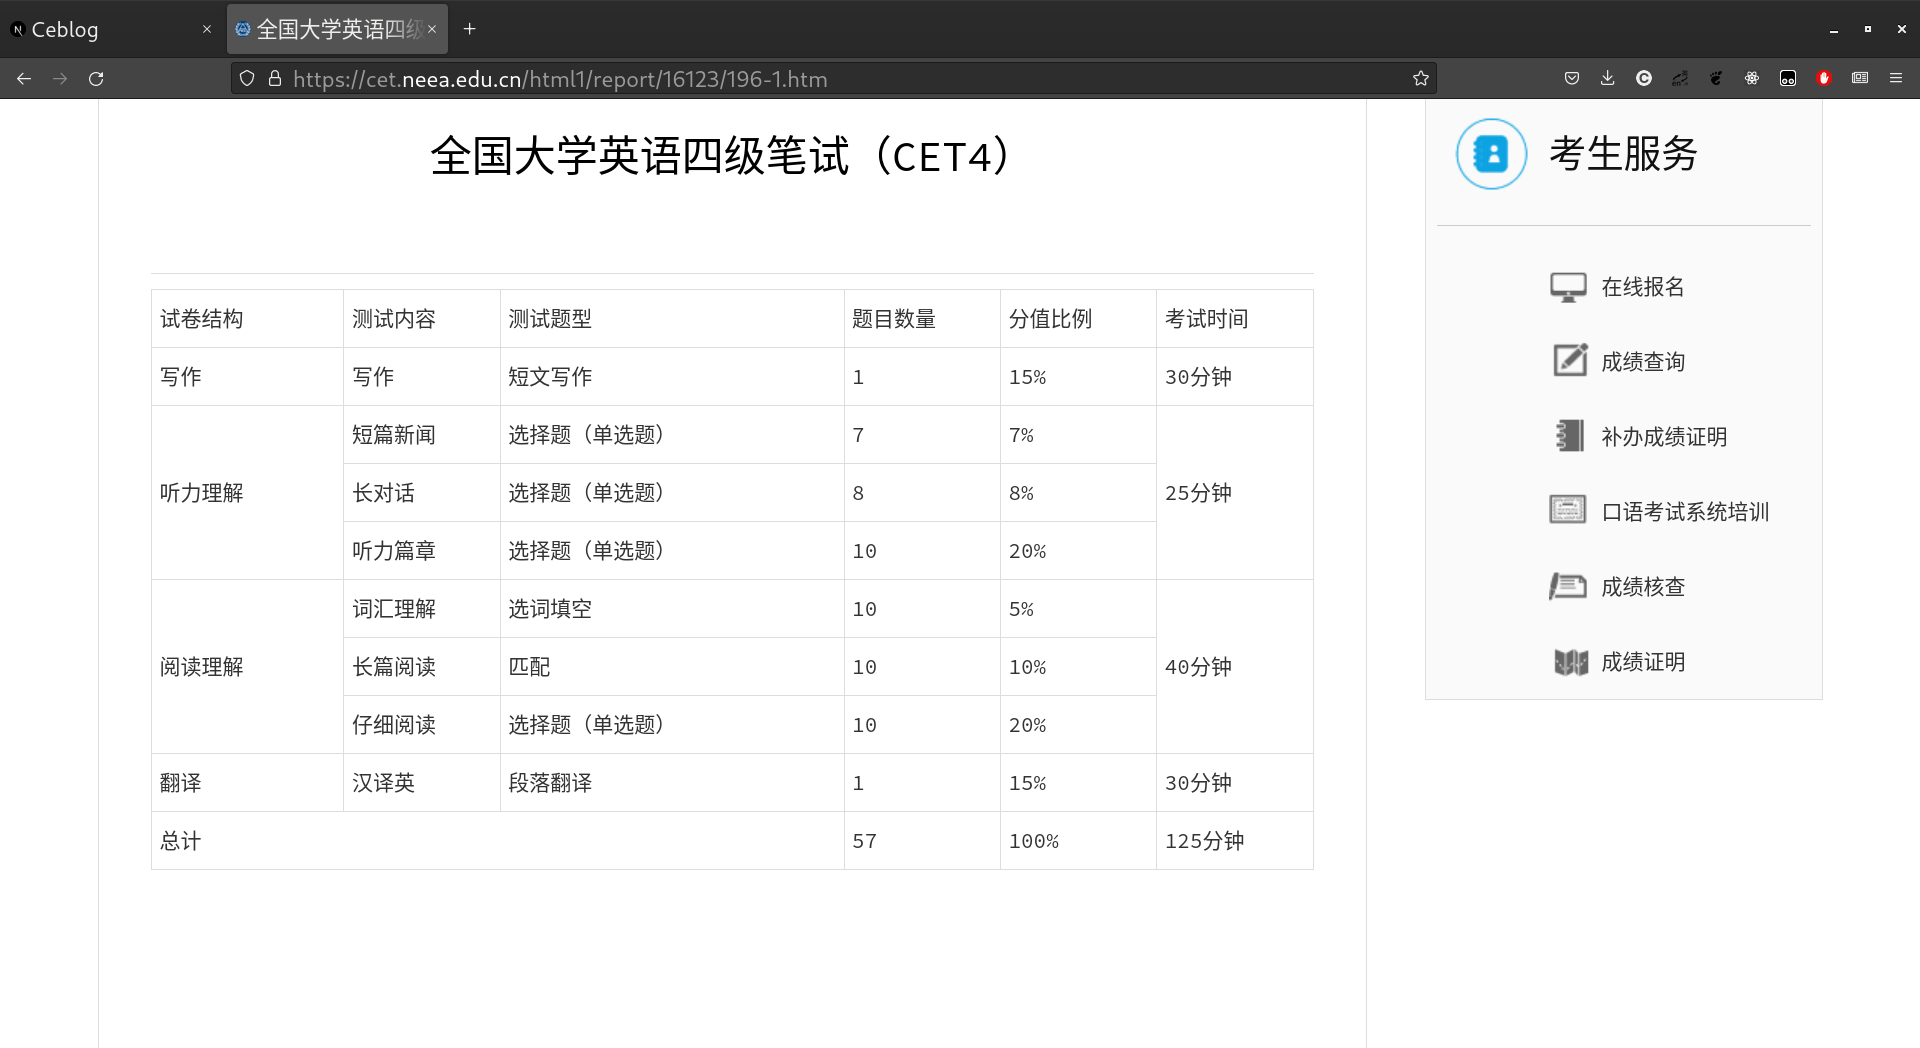 Ceblog
全国大学英语四级
https://cet.neea.edu.cn/html1/report/16123/196-1.htm
全国大学英语四级笔试（CET4）
试卷结构 测试内容 测试题型 题目数量 分值比例 考试时间
写作 写作 短文写作 1 15% 30分钟
短篇新闻 选择题（单选题） 7 7%
听力理解 长对话 选择题（单选题） 8 8% 25分钟
听力篇章 选择题（单选题） 10 20%
词汇理解 选词填空 10 5%
阅读理解 长篇阅读 匹配 10 10% 40分钟
仔细阅读 选择题（单选题） 10 20%
翻译 汉译英 段落翻译 1 15% 30分钟
总计 57 100% 125分钟
考生服务
在线报名
成绩查询
补办成绩证明
口语考试系统培训
成绩核查
成绩证明